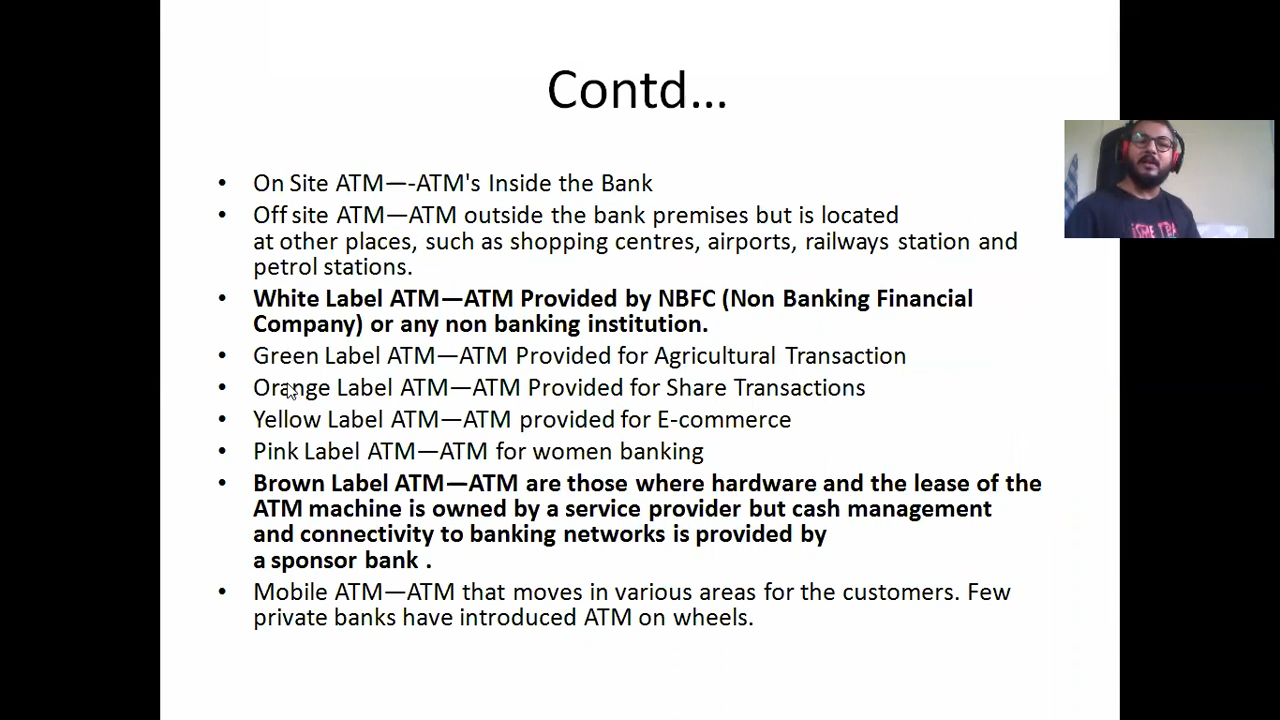 Contd...
• On Site ATM—-ATM's Inside the Bank
• Off site ATM—ATM outside the bank premises but is located
at other places, such as shopping centres, airports, railways station and
petrol stations.
• White Label ATM—ATM Provided by NBFC (Non Banking Financial
Company) or any non banking institution.
• Green Label ATM—ATM Provided for Agricultural Transaction
• Orange Label ATM—ATM Provided for Share Transactions
• Yellow Label ATM—ATM provided for E-commerce
• Pink Label ATM—ATM for women banking
• Brown Label ATM—ATM are those where hardware and the lease of the
ATM machine is owned by a service provider but cash management
and connectivity to banking networks is provided by
a sponsor bank .
• Mobile ATM—ATM that moves in various areas for the customers. Few
private banks have introduced ATM on wheels.